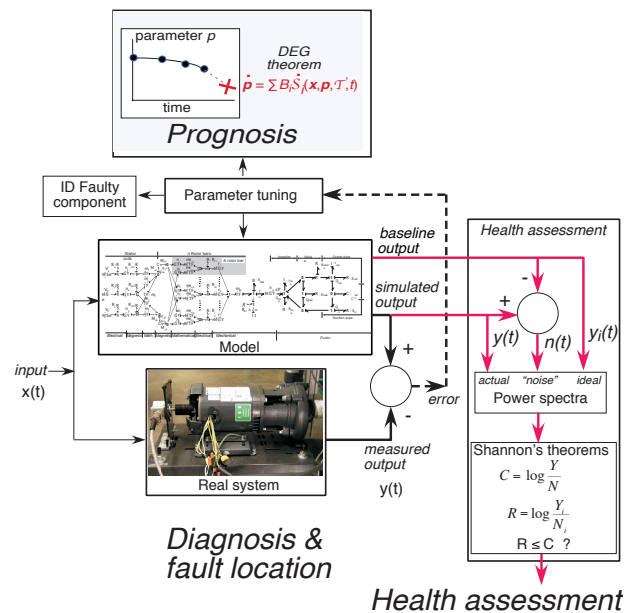 parameter p
time
DEG
theorem
ṗ = ∑ BᵢṠᵢ(x,p,𝒯,t)
Prognosis
ID Faulty
component
Parameter tuning
baseline
output
simulated
output
Model
input
x(t)
Real system
+
-
error
measured
output
y(t)
Diagnosis &
fault location
Health assessment
-
+
y(t)
n(t)
yᵢ(t)
actual "noise" ideal
Power spectra
Shannon's theorems
C = log Y/N
R = log Yᵢ/Nᵢ
R ≤ C ?
Health assessment